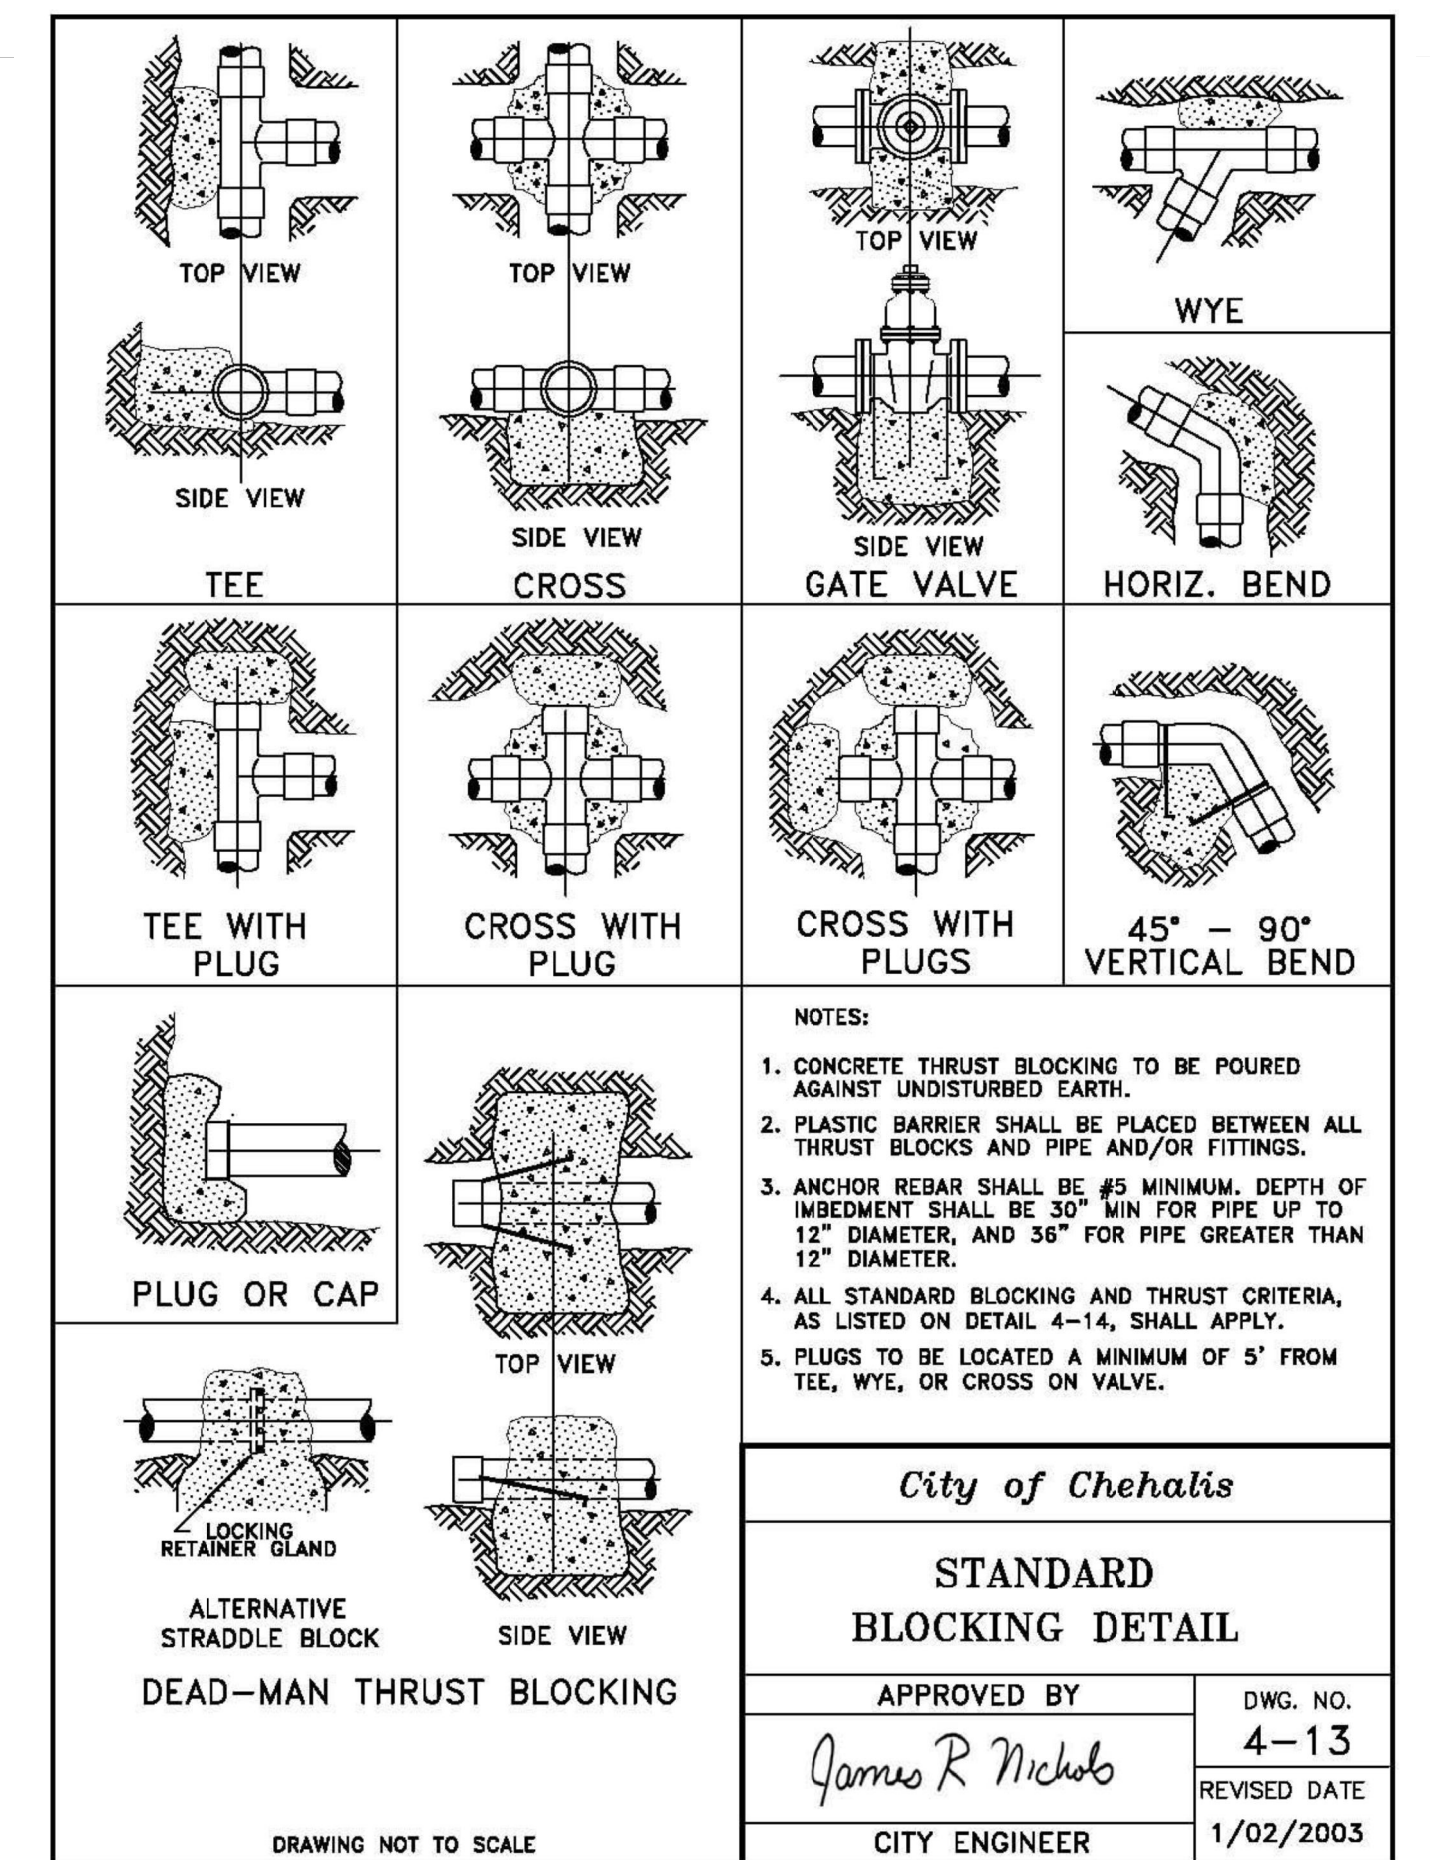 TOP VIEW
SIDE VIEW
TEE
TOP VIEW
SIDE VIEW
CROSS
TOP VIEW
SIDE VIEW
GATE VALVE
WYE
HORIZ. BEND
TEE WITH
PLUG
CROSS WITH
PLUG
CROSS WITH
PLUGS
45° – 90°
VERTICAL BEND
PLUG OR CAP
TOP VIEW
LOCKING
RETAINER GLAND
ALTERNATIVE
STRADDLE BLOCK
SIDE VIEW
DEAD–MAN THRUST BLOCKING
DRAWING NOT TO SCALE
NOTES:
1. CONCRETE THRUST BLOCKING TO BE POURED
AGAINST UNDISTURBED EARTH.
2. PLASTIC BARRIER SHALL BE PLACED BETWEEN ALL
THRUST BLOCKS AND PIPE AND/OR FITTINGS.
3. ANCHOR REBAR SHALL BE #5 MINIMUM. DEPTH OF
IMBEDMENT SHALL BE 30" MIN FOR PIPE UP TO
12" DIAMETER, AND 36" FOR PIPE GREATER THAN
12" DIAMETER.
4. ALL STANDARD BLOCKING AND THRUST CRITERIA,
AS LISTED ON DETAIL 4–14, SHALL APPLY.
5. PLUGS TO BE LOCATED A MINIMUM OF 5' FROM
TEE, WYE, OR CROSS ON VALVE.
City of Chehalis
STANDARD
BLOCKING DETAIL
APPROVED BY
James R Nichols
CITY ENGINEER
DWG. NO.
4–13
REVISED DATE
1/02/2003